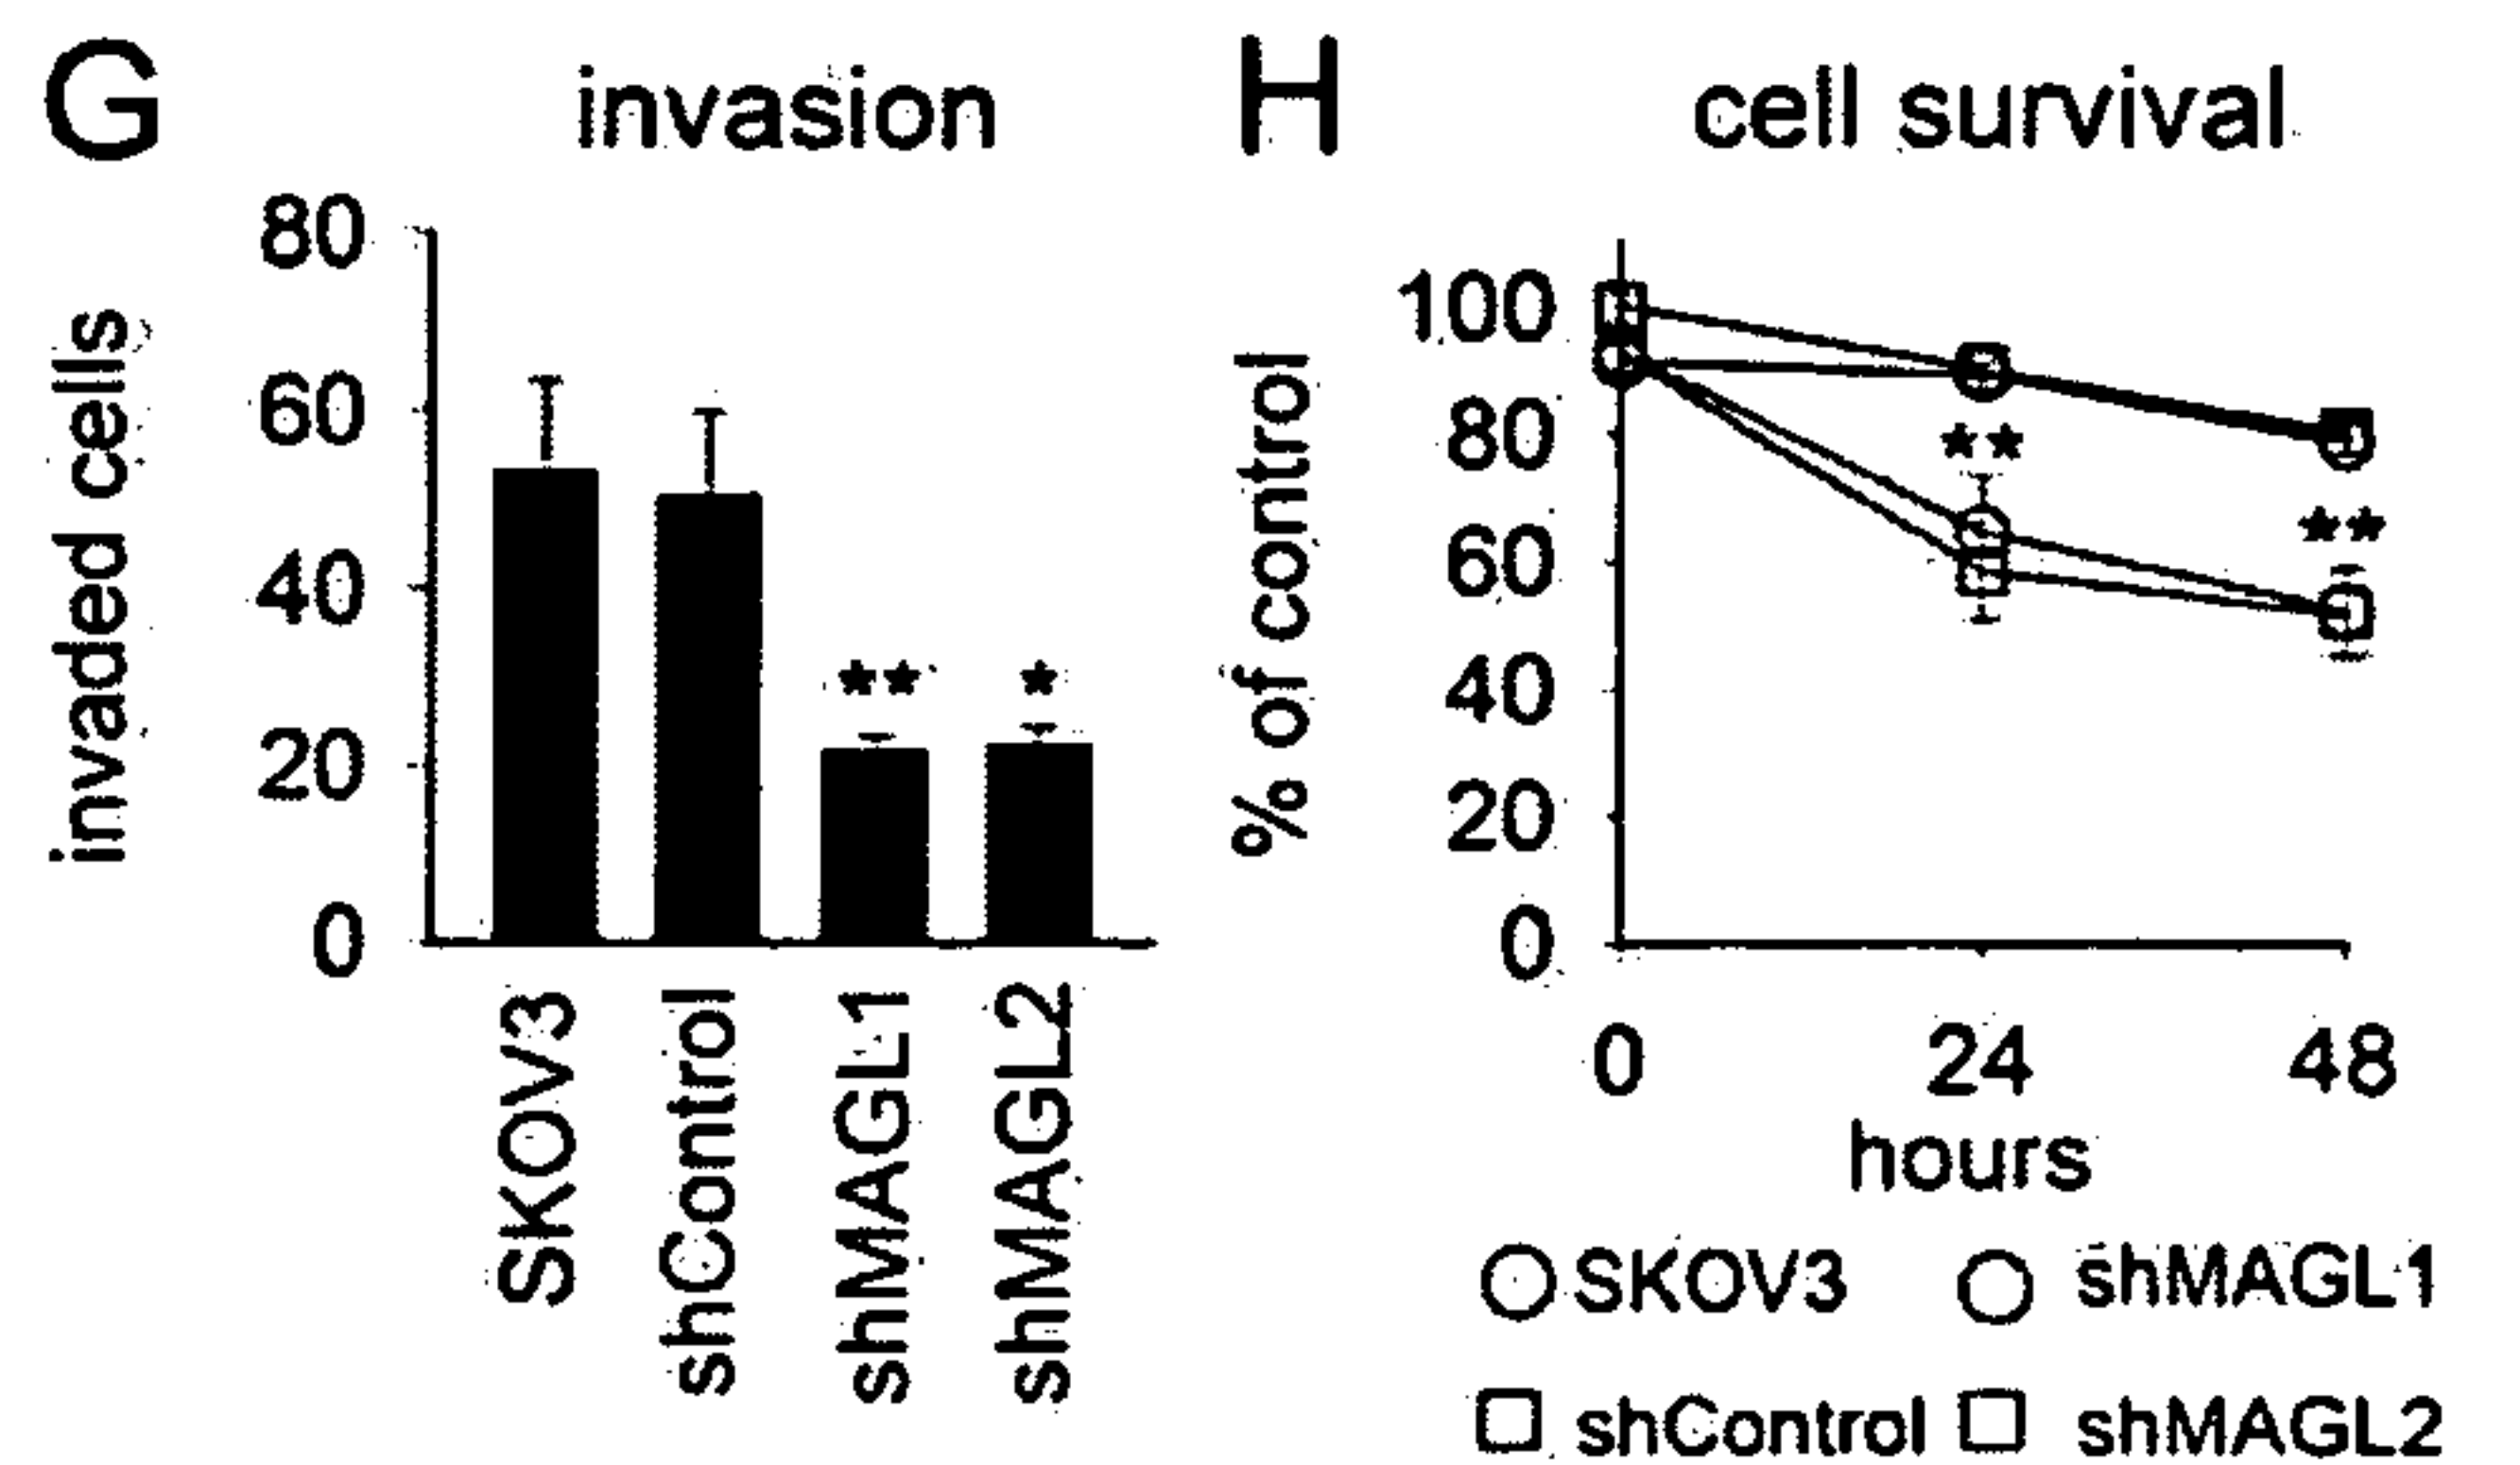 G
invasion
80
60
40
20
0
invaded cells
** *
SKOV3
shControl
shMAGL1
shMAGL2
H
cell survival
100
80
60
40
20
0
% of control
**
**
0 24 48
hours
SKOV3 shMAGL1
shControl shMAGL2